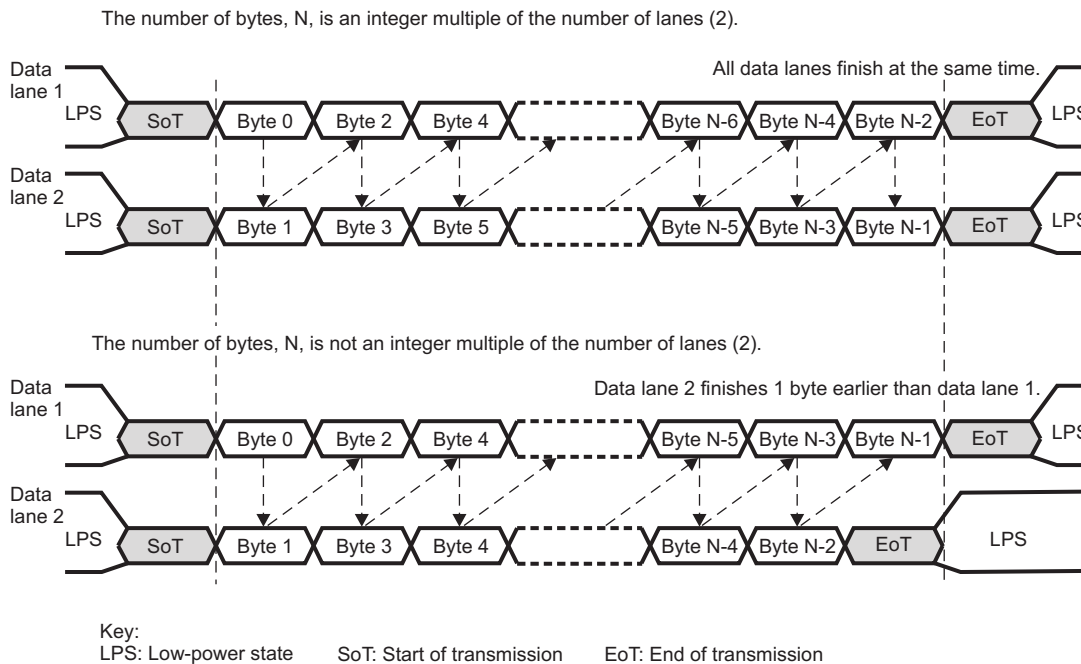 The number of bytes, N, is an integer multiple of the number of lanes (2).
All data lanes finish at the same time.
Data
lane 1
LPS SoT Byte 0 Byte 2 Byte 4 Byte N-6 Byte N-4 Byte N-2 EoT LPS
Data
lane 2
LPS SoT Byte 1 Byte 3 Byte 5 Byte N-5 Byte N-3 Byte N-1 EoT LPS
The number of bytes, N, is not an integer multiple of the number of lanes (2).
Data lane 2 finishes 1 byte earlier than data lane 1.
Data
lane 1
LPS SoT Byte 0 Byte 2 Byte 4 Byte N-5 Byte N-3 Byte N-1 EoT LPS
Data
lane 2
LPS SoT Byte 1 Byte 3 Byte 4 Byte N-4 Byte N-2 EoT LPS
Key:
LPS: Low-power state SoT: Start of transmission EoT: End of transmission